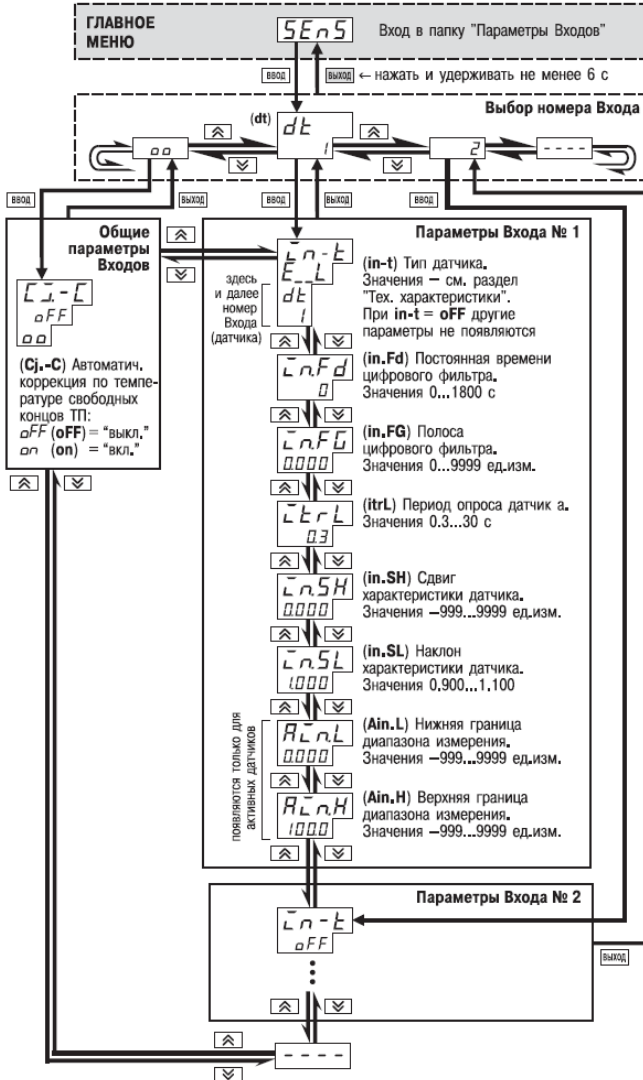 ГЛАВНОЕ
МЕНЮ
SEnS
Вход в папку "Параметры Входов"
ввод
выход
← нажать и удерживать не менее 6 с
Выбор номера Входа
(dt)
dt
1
oo
2
----
ввод
выход
ввод
выход
ввод
Общие
параметры
Входов
CJ.-C
oFF
oo
(Cj.-C) Автоматич.
коррекция по темпе-
ратуре свободных
концов ТП:
oFF (oFF) = "выкл."
on (on) = "вкл."
Параметры Входа № 1
in-t
E__L
dt
1
здесь
и далее
номер
Входа
(датчика)
(in-t) Тип датчика.
Значения – см. раздел
"Тех. характеристики".
При in-t = oFF другие
параметры не появляются
in.Fd
0
(in.Fd) Постоянная времени
цифрового фильтра.
Значения 0...1800 с
in.FG
0.000
(in.FG) Полоса
цифрового фильтра.
Значения 0...9999 ед.изм.
itrL
0.3
(itrL) Период опроса датчик а.
Значения 0.3...30 с
in.SH
0.000
(in.SH) Сдвиг
характеристики датчика.
Значения –999...9999 ед.изм.
in.SL
1.000
(in.SL) Наклон
характеристики датчика.
Значения 0,900...1,100
появляются только для
активных датчиков
Ain.L
0.000
(Ain.L) Нижняя граница
диапазона измерения.
Значения –999...9999 ед.изм.
Ain.H
100.0
(Ain.H) Верхняя граница
диапазона измерения.
Значения –999...9999 ед.изм.
Параметры Входа № 2
in-t
oFF
выход
----